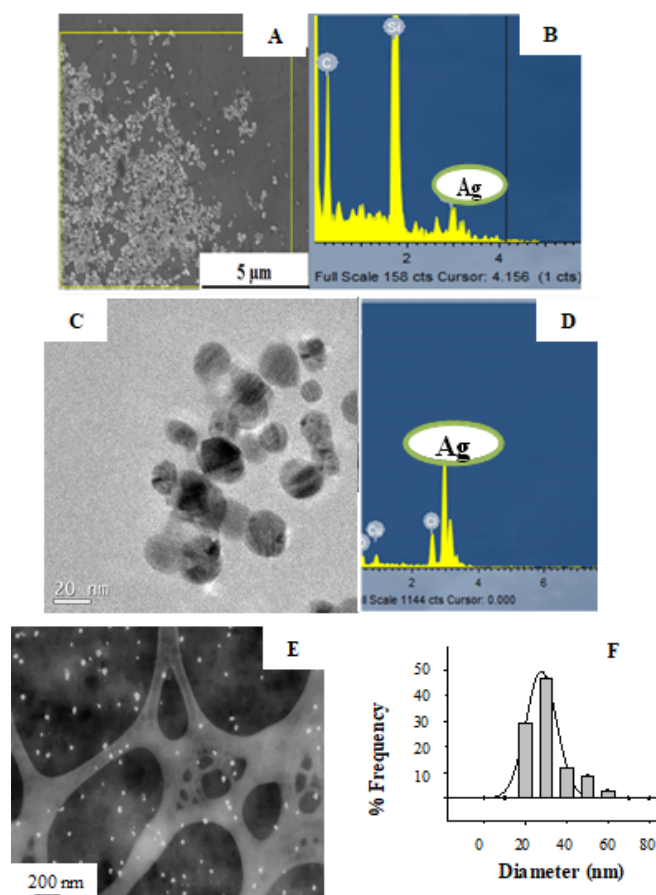 A
B
C
Si
Ag
5 µm
2
4
Full Scale 158 cts Cursor: 4.156 (1 cts)
C
D
Ag
20 nm
2
4
6
ll Scale 1144 cts Cursor: 0.000
E
F
200 nm
% Frequency
50
40
30
20
10
0
20
40
60
80
Diameter (nm)